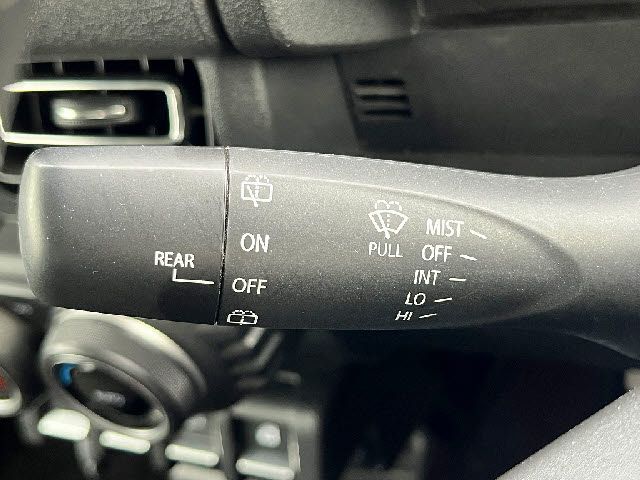 REAR
ON
OFF
PULL
MIST
OFF
INT
LO
HI